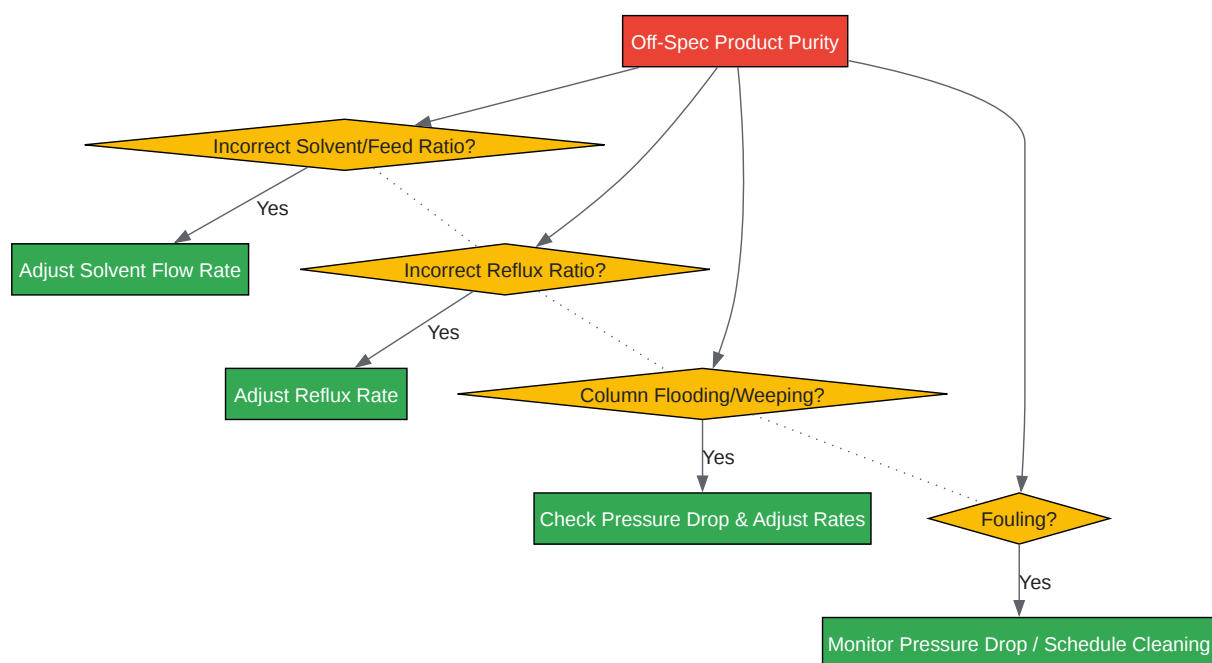 Off-Spec Product Purity
Incorrect Solvent/Feed Ratio?
Yes
Adjust Solvent Flow Rate
Incorrect Reflux Ratio?
Yes
Adjust Reflux Rate
Column Flooding/Weeping?
Yes
Check Pressure Drop & Adjust Rates
Fouling?
Yes
Monitor Pressure Drop / Schedule Cleaning